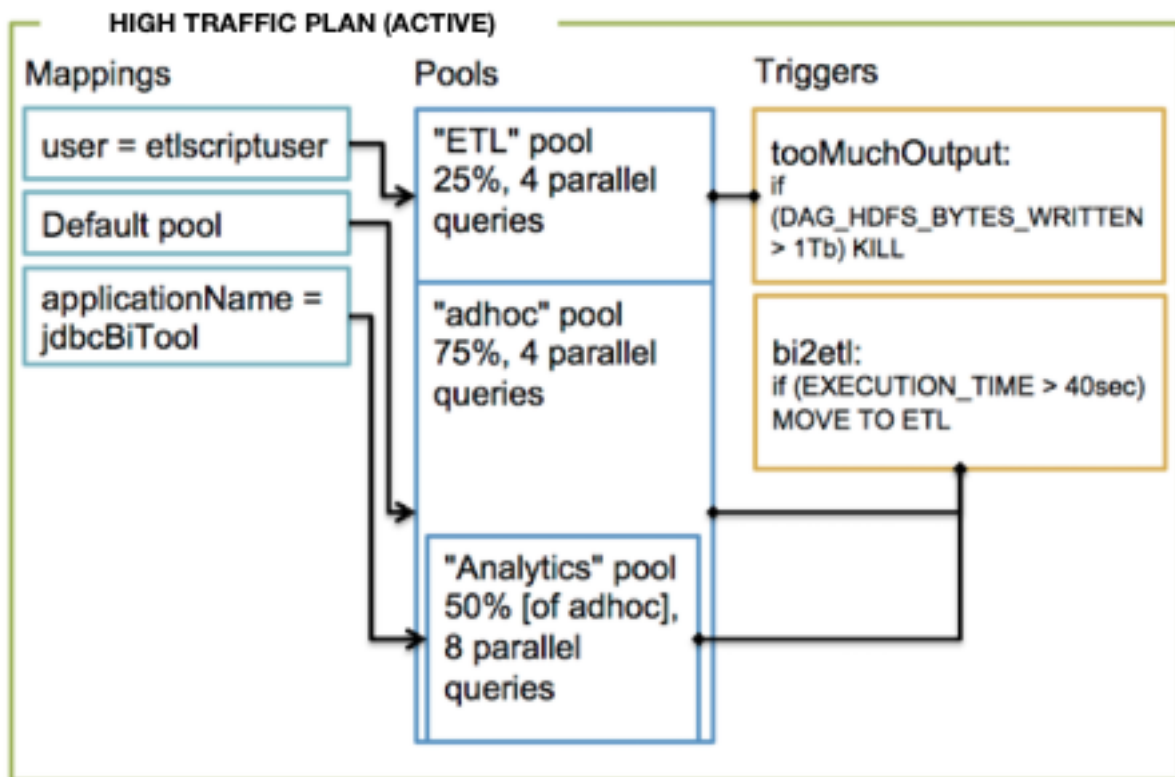 HIGH TRAFFIC PLAN (ACTIVE)
Mappings
user = etlscriptuser
Default pool
applicationName =
jdbcBiTool
Pools
"ETL" pool
25%, 4 parallel
queries
"adhoc" pool
75%, 4 parallel
queries
"Analytics" pool
50% [of adhoc],
8 parallel
queries
Triggers
tooMuchOutput:
if
(DAG_HDFS_BYTES_WRITTEN
> 1Tb) KILL
bi2etl:
if (EXECUTION_TIME > 40sec)
MOVE TO ETL